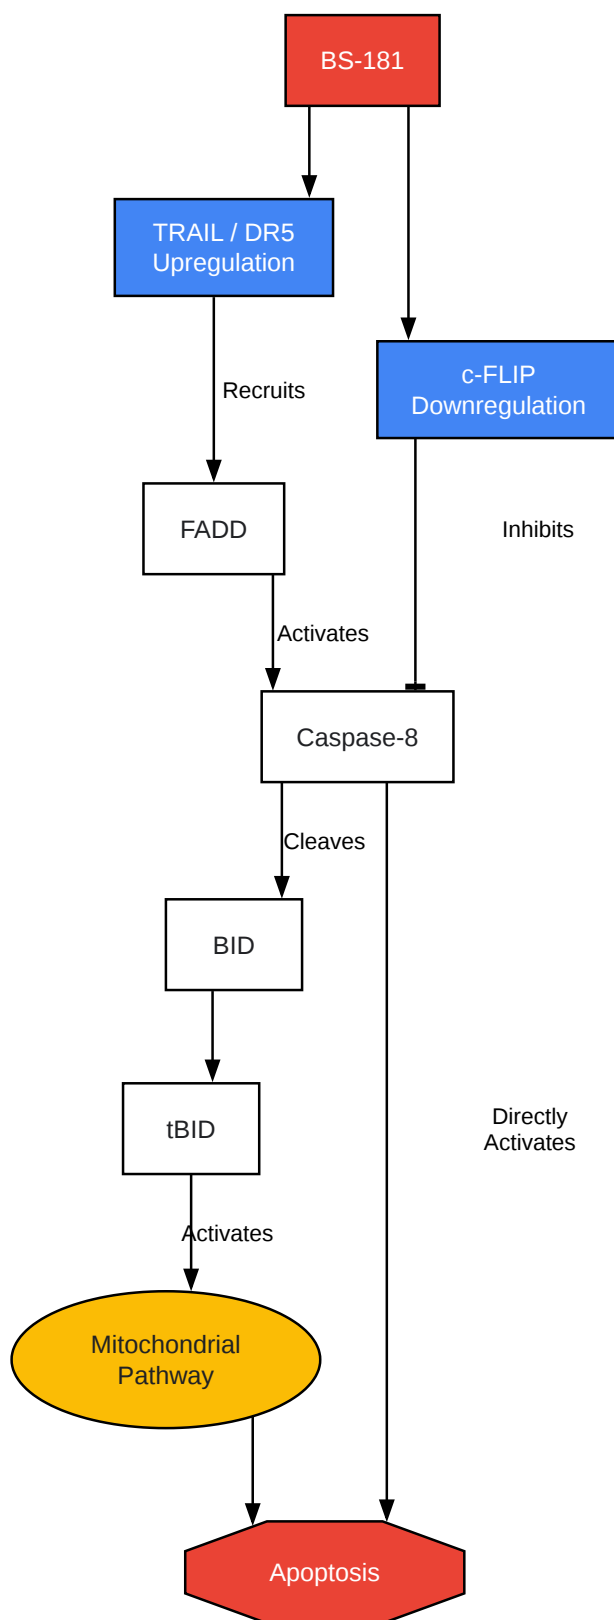 BS-181
TRAIL / DR5
Upregulation
c-FLIP
Downregulation
Recruits
FADD
Inhibits
Activates
Caspase-8
Cleaves
BID
Directly
Activates
tBID
Activates
Mitochondrial
Pathway
Apoptosis